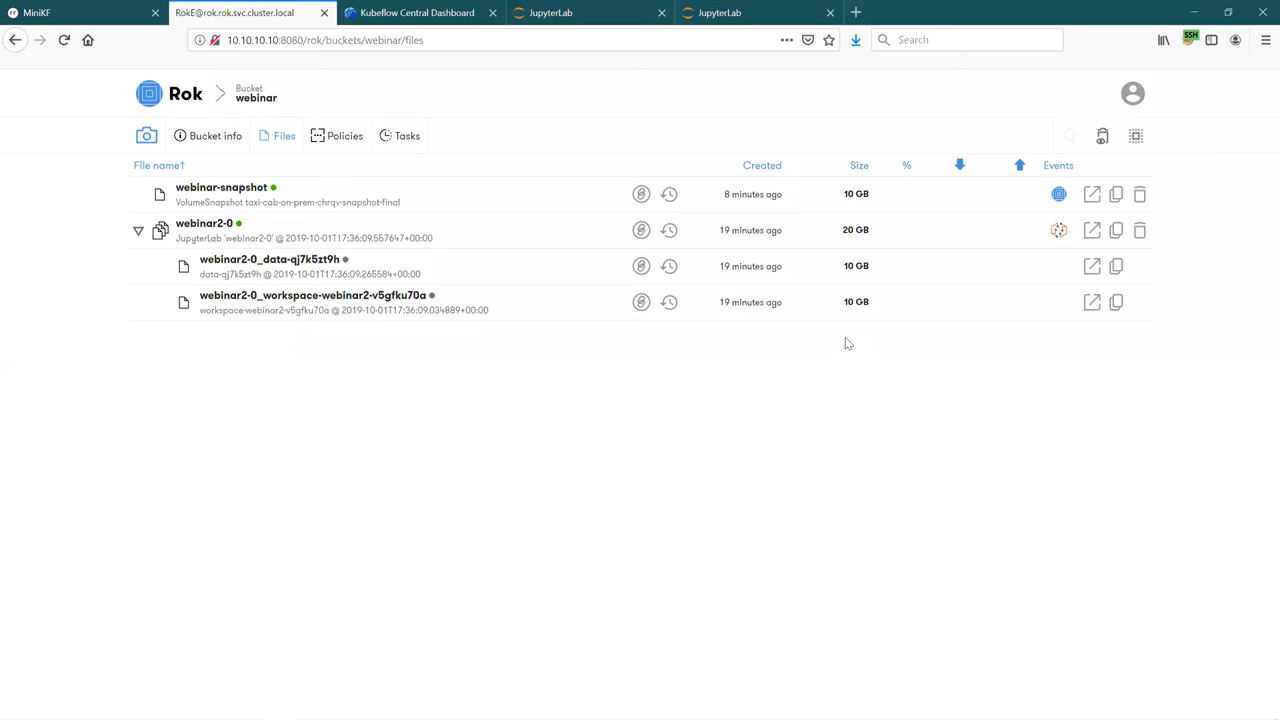 MiniKF
RokE@rok.rok.svc.cluster.local
Kubeflow Central Dashboard
JupyterLab
JupyterLab
10.10.10.10:8080/rok/buckets/webinar/files
Search
SSH
Rok
Bucket
webinar
Bucket info
Files
Policies
Tasks
File name↑ Created Size % Events
webinar-snapshot
VolumeSnapshot taxi-cab-on-prem-chrqv-snapshot-final
8 minutes ago
10 GB
webinar2-0
JupyterLab 'webinar2-0' @ 2019-10-01T17:36:09.557647+00:00
19 minutes ago
20 GB
webinar2-0_data-qj7k5zt9h
data-qj7k5zt9h @ 2019-10-01T17:36:09.265584+00:00
19 minutes ago
10 GB
webinar2-0_workspace-webinar2-v5gfku70a
workspace-webinar2-v5gfku70a @ 2019-10-01T17:36:09.034889+00:00
19 minutes ago
10 GB